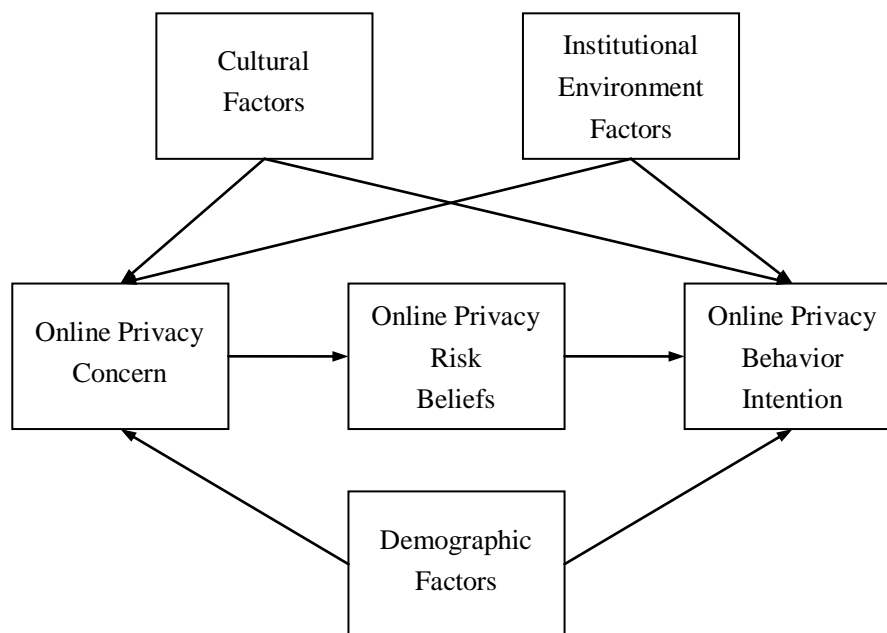 Cultural
Factors
Institutional
Environment
Factors
Online Privacy
Concern
Online Privacy
Risk
Beliefs
Online Privacy
Behavior
Intention
Demographic
Factors